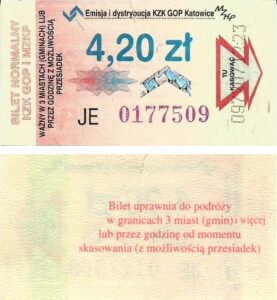 BILET NORMALNY
KZK GOP I MZKP
WAŻNY W 3 MIASTACH (GMINACH) LUB
PRZEZ GODZINĘ Z MOŻLIWOŚCIĄ
PRZESIADEK
Emisja i dystrybucja KZK GOP Katowice
4,20 zł
JE 0177509
TU
KASOWAĆ
Bilet uprawnia do podróży
w granicach 3 miast (gmin) i więcej
lub przez godzinę od momentu
skasowania (z możliwością przesiadek)